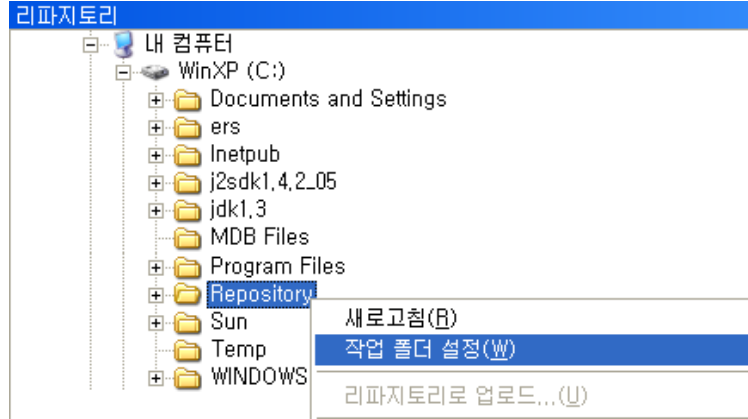 리파지토리
내 컴퓨터
WinXP (C:)
Documents and Settings
ers
Inetpub
j2sdk1,4,2_05
jdk1,3
MDB Files
Program Files
Repository
새로고침(R)
Sun
작업 폴더 설정(W)
Temp
WINDOWS
리파지토리로 업로드...(U)